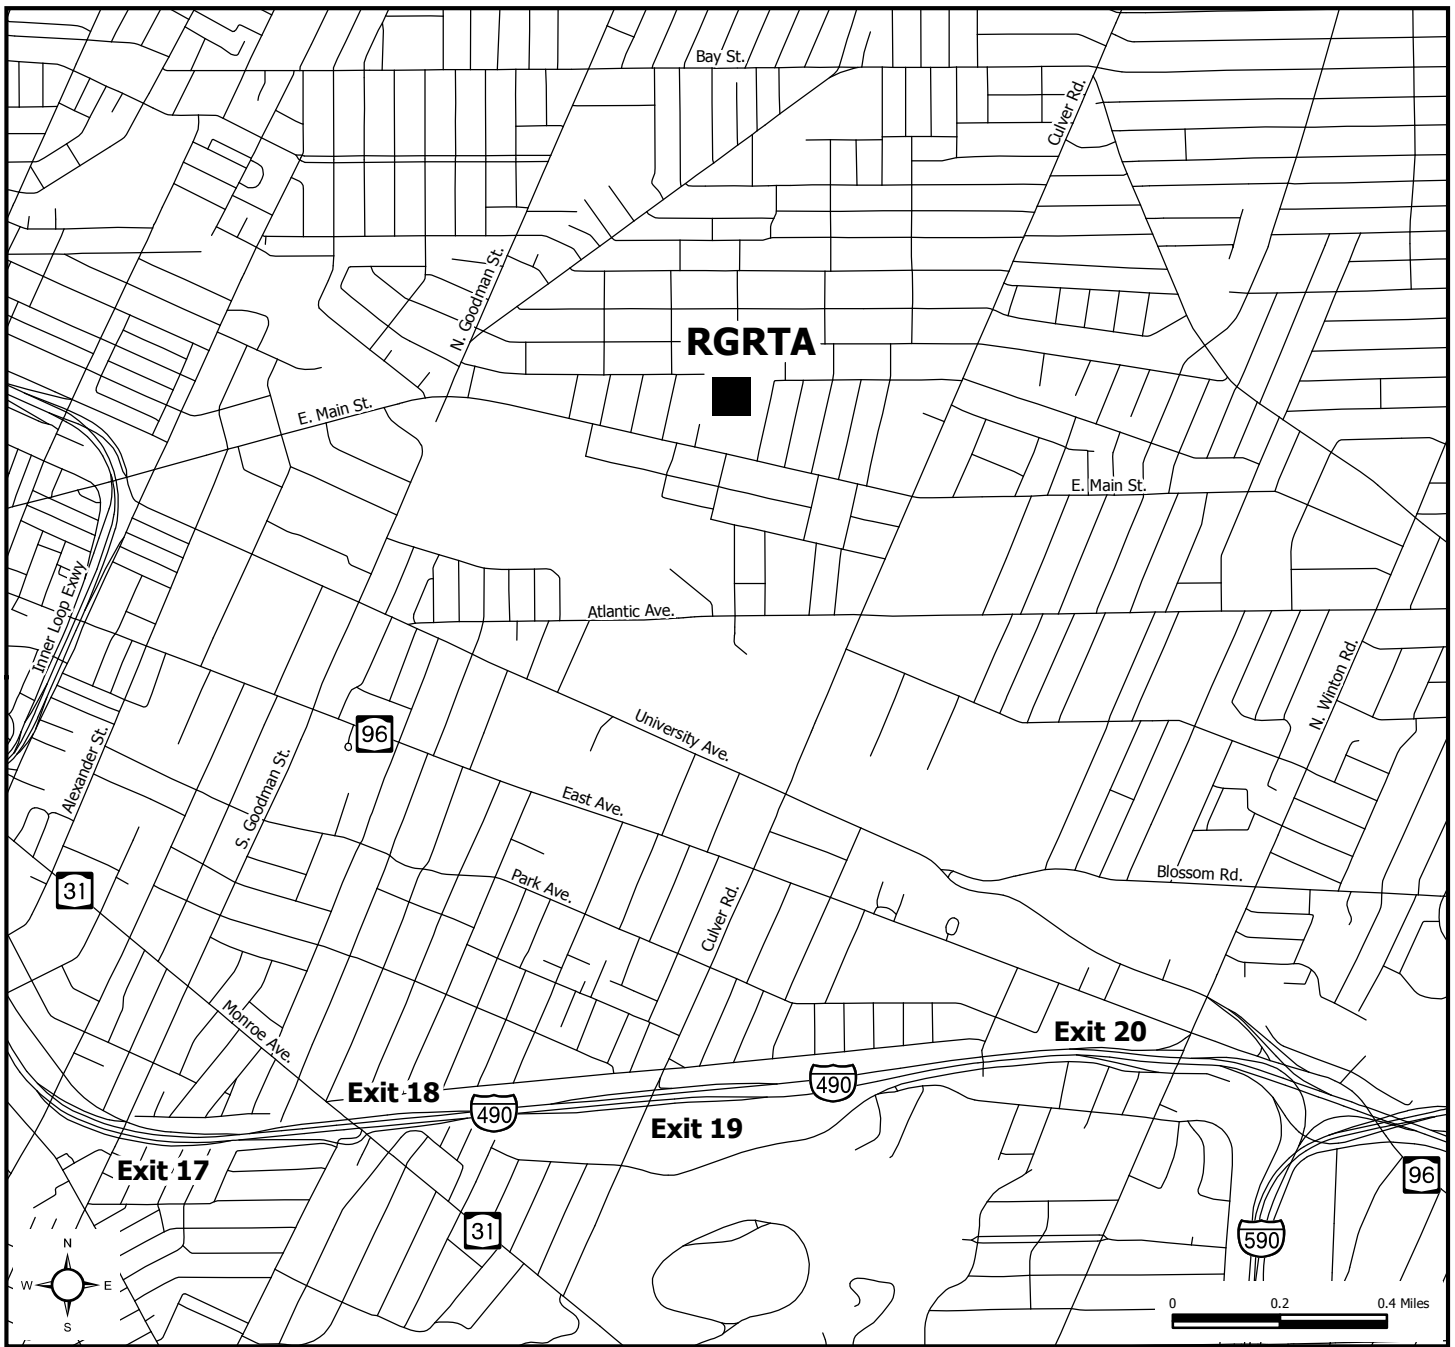 Bay St.
Culver Rd.
N. Goodman St.
RGRTA
E. Main St.
E. Main St.
Inner Loop Exwy
Atlantic Ave.
N. Winton Rd.
96
University Ave.
Alexander St.
S. Goodman St.
East Ave.
31
Park Ave.
Blossom Rd.
Culver Rd.
Monroe Ave.
Exit 20
Exit 18
490
490
Exit 19
Exit 17
96
31
590
N
W
E
S
0
0.2
0.4 Miles